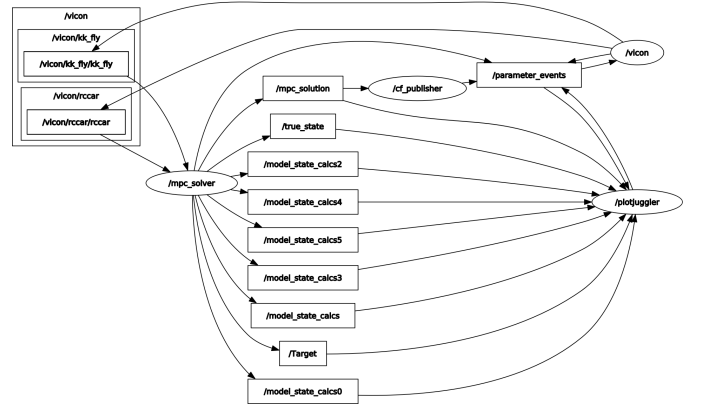 /vicon
/vicon/kk_fly
/vicon/kk_fly/kk_fly
/vicon/rccar
/vicon/rccar/rccar
/vicon
/parameter_events
/mpc_solution
/cf_publisher
/true_state
/model_state_calcs2
/mpc_solver
/model_state_calcs4
/plotjuggler
/model_state_calcs5
/model_state_calcs3
/model_state_calcs
/Target
/model_state_calcs0